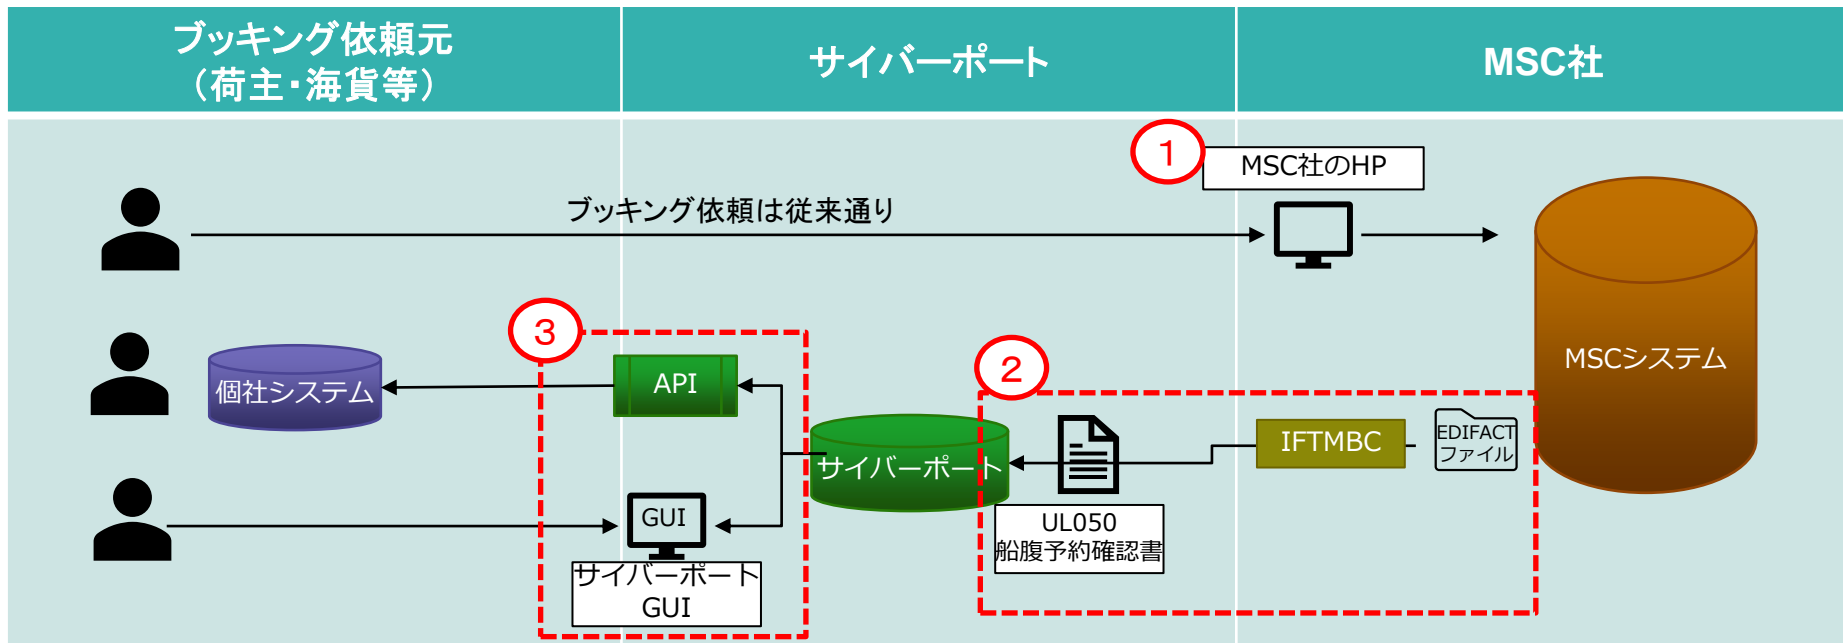 ブッキング依頼元
（荷主・海貨等）
サイバーポート
MSC社
1
MSC社のHP
ブッキング依頼は従来通り
3
API
個社システム
2
MSCシステム
サイバーポート
IFTMBC
EDIFACT
ファイル
GUI
サイバーポート
GUI
UL050
船腹予約確認書